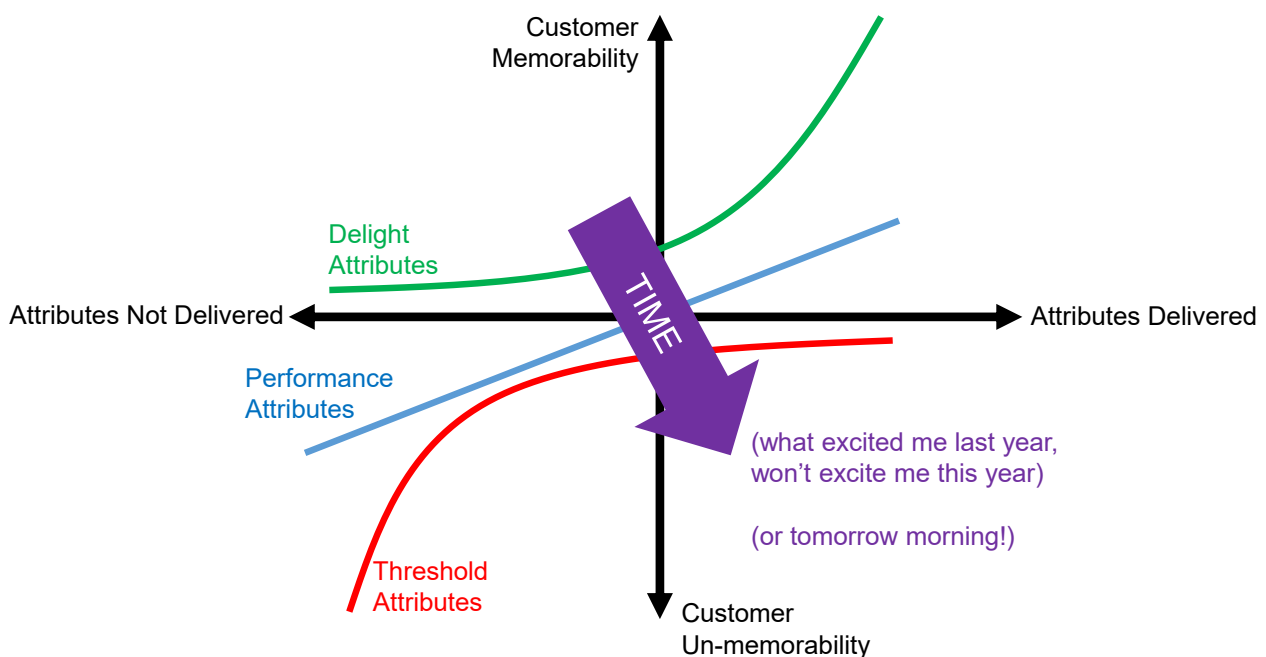 Customer
Memorability
Delight
Attributes
TIME
Attributes Not Delivered
Attributes Delivered
Performance
Attributes
(what excited me last year,
won’t excite me this year)
(or tomorrow morning!)
Threshold
Attributes
Customer
Un-memorability